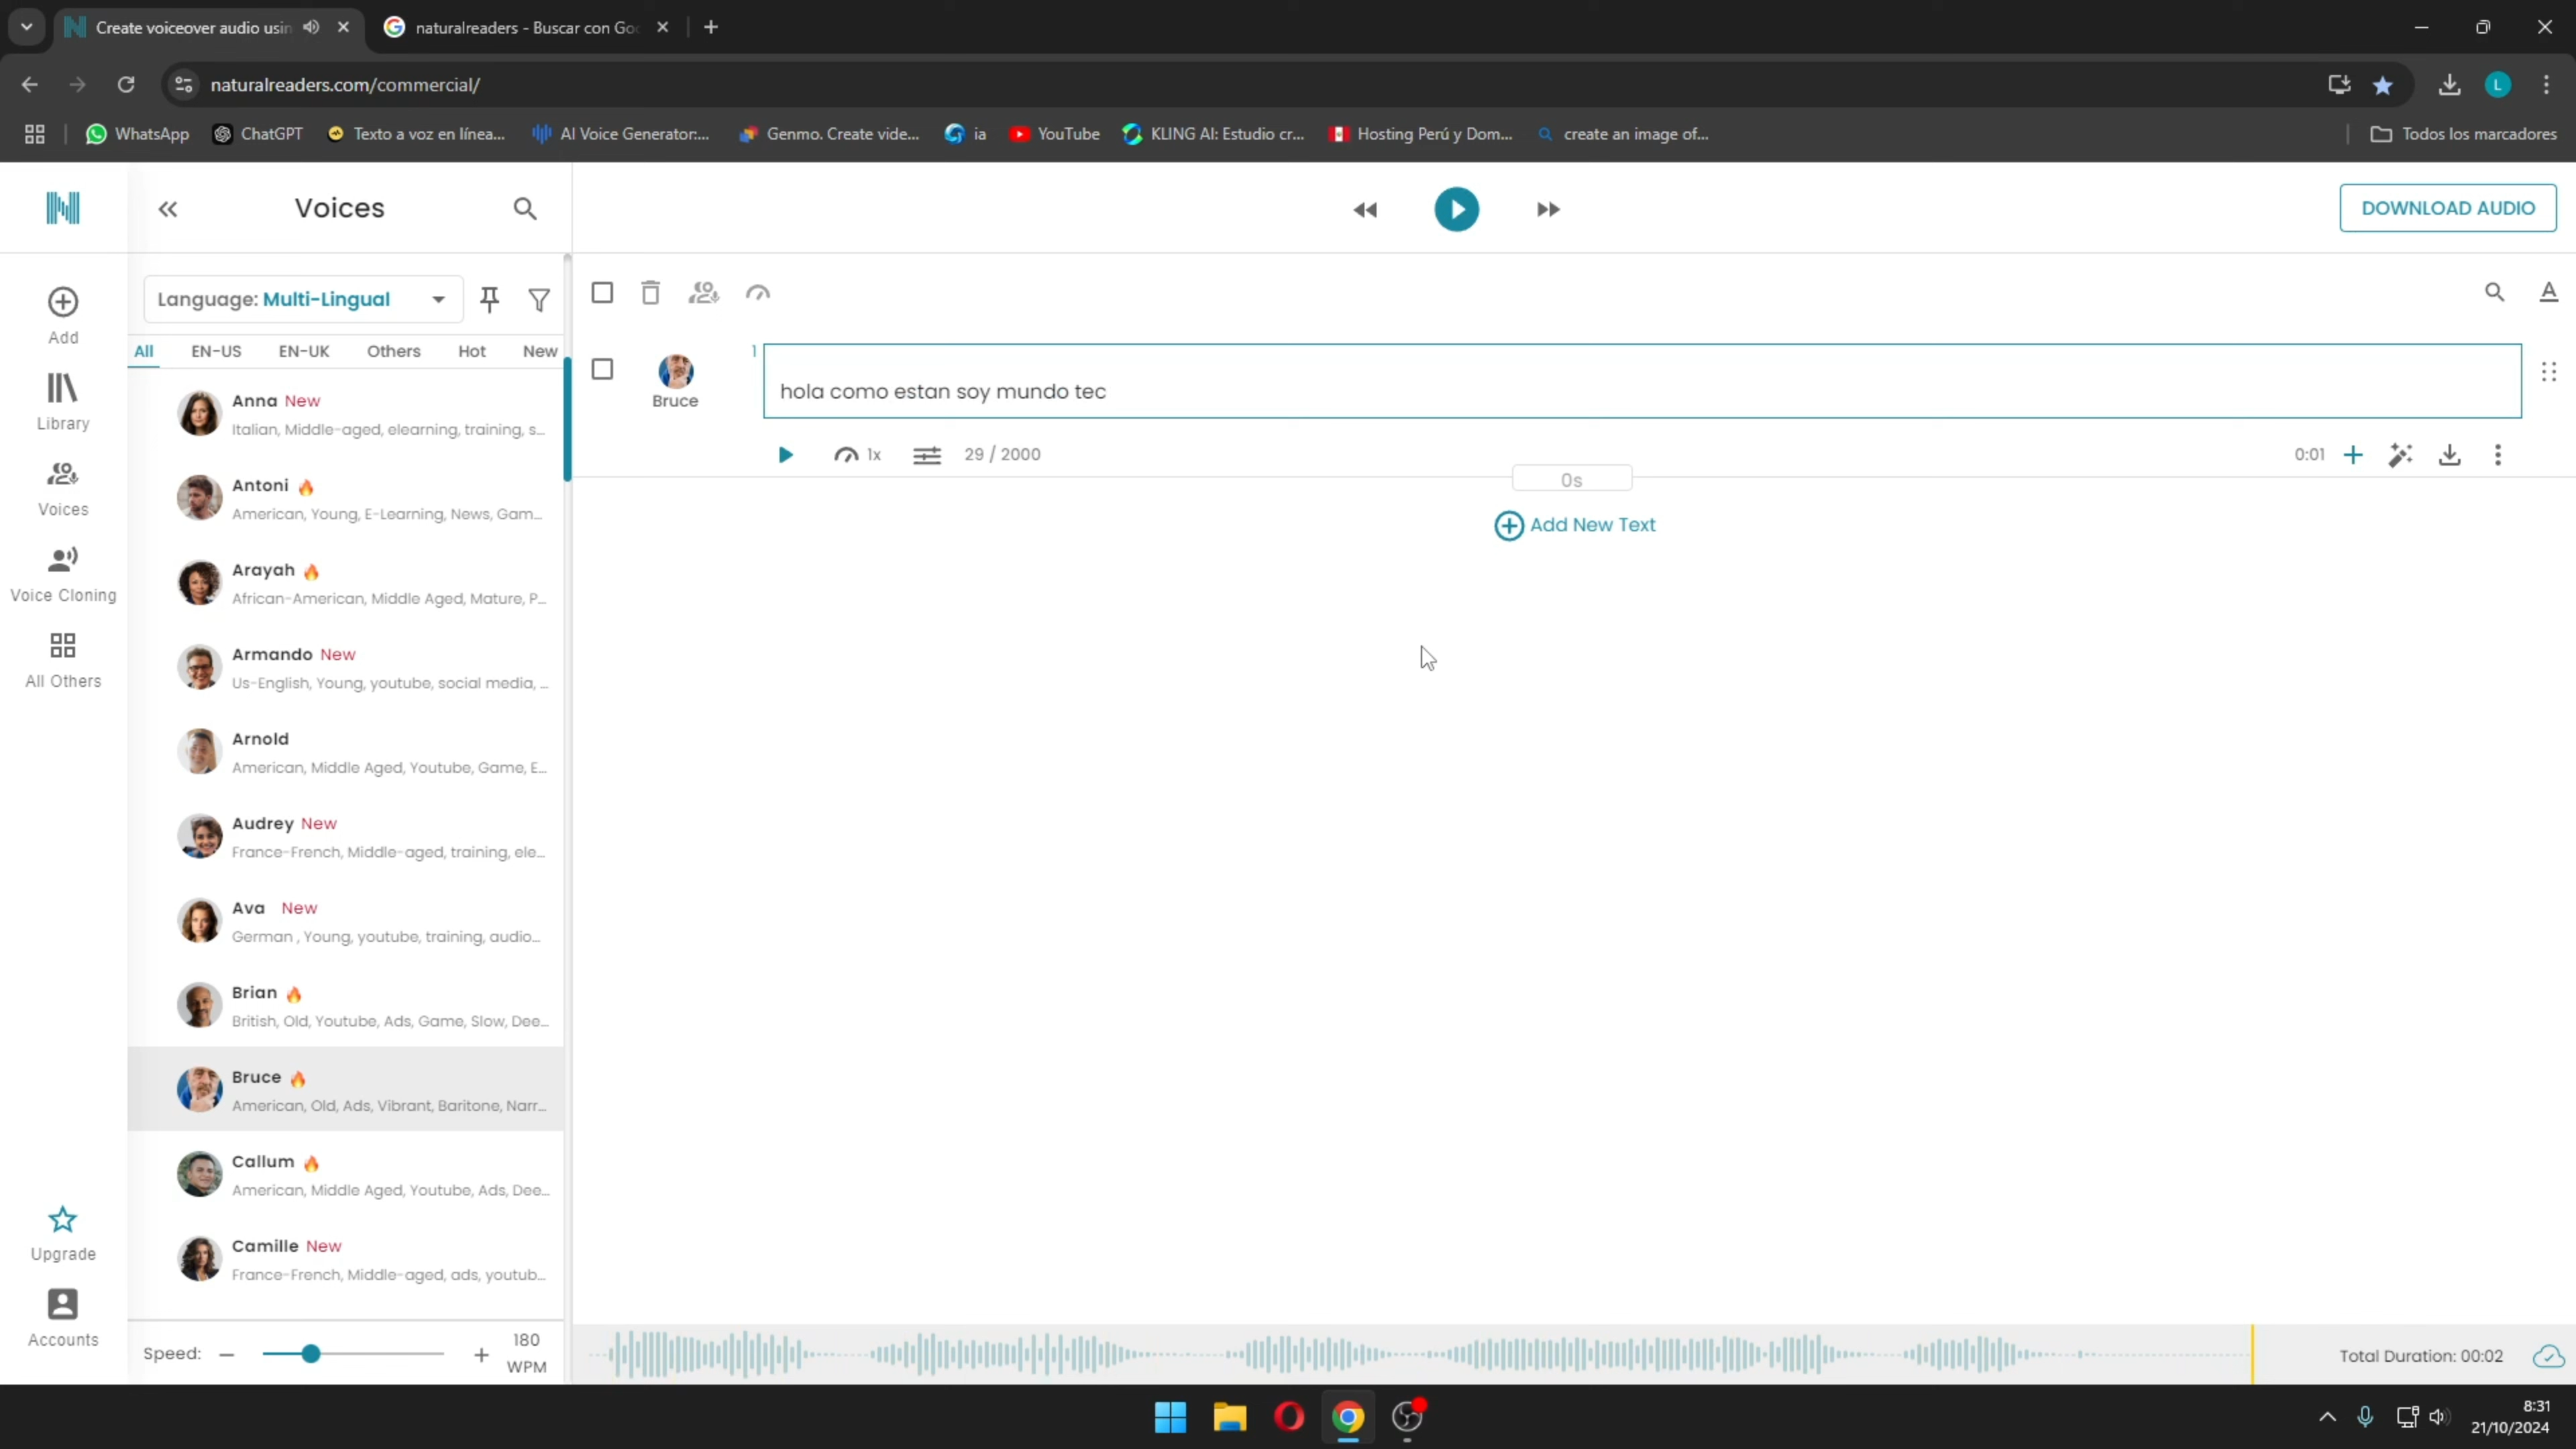 Create voiceover audio usin
naturalreaders - Buscar con Goo
naturalreaders.com/commercial/
WhatsApp
ChatGPT
Texto a voz en línea...
AI Voice Generator:...
Genmo. Create vide...
ia
YouTube
KLING AI: Estudio cr...
Hosting Perú y Dom...
create an image of...
Todos los marcadores
L
Voices
DOWNLOAD AUDIO
Add
Library
Voices
Voice Cloning
All Others
Upgrade
Accounts
Language: Multi-Lingual
All EN-US EN-UK Others Hot New
Anna New
Italian, Middle-aged, elearning, training, s...
Antoni
American, Young, E-Learning, News, Gam...
Arayah
African-American, Middle Aged, Mature, P...
Armando New
Us-English, Young, youtube, social media, ...
Arnold
American, Middle Aged, Youtube, Game, E...
Audrey New
France-French, Middle-aged, training, ele...
Ava New
German , Young, youtube, training, audio...
Brian
British, Old, Youtube, Ads, Game, Slow, Dee...
Bruce
American, Old, Ads, Vibrant, Baritone, Narr...
Callum
American, Middle Aged, Youtube, Ads, Dee...
Camille New
France-French, Middle-aged, ads, youtub...
Speed: 180
WPM
Bruce
1
hola como estan soy mundo tec
1x 29 / 2000
0:01
0s
Add New Text
Total Duration: 00:02
8:31
21/10/2024